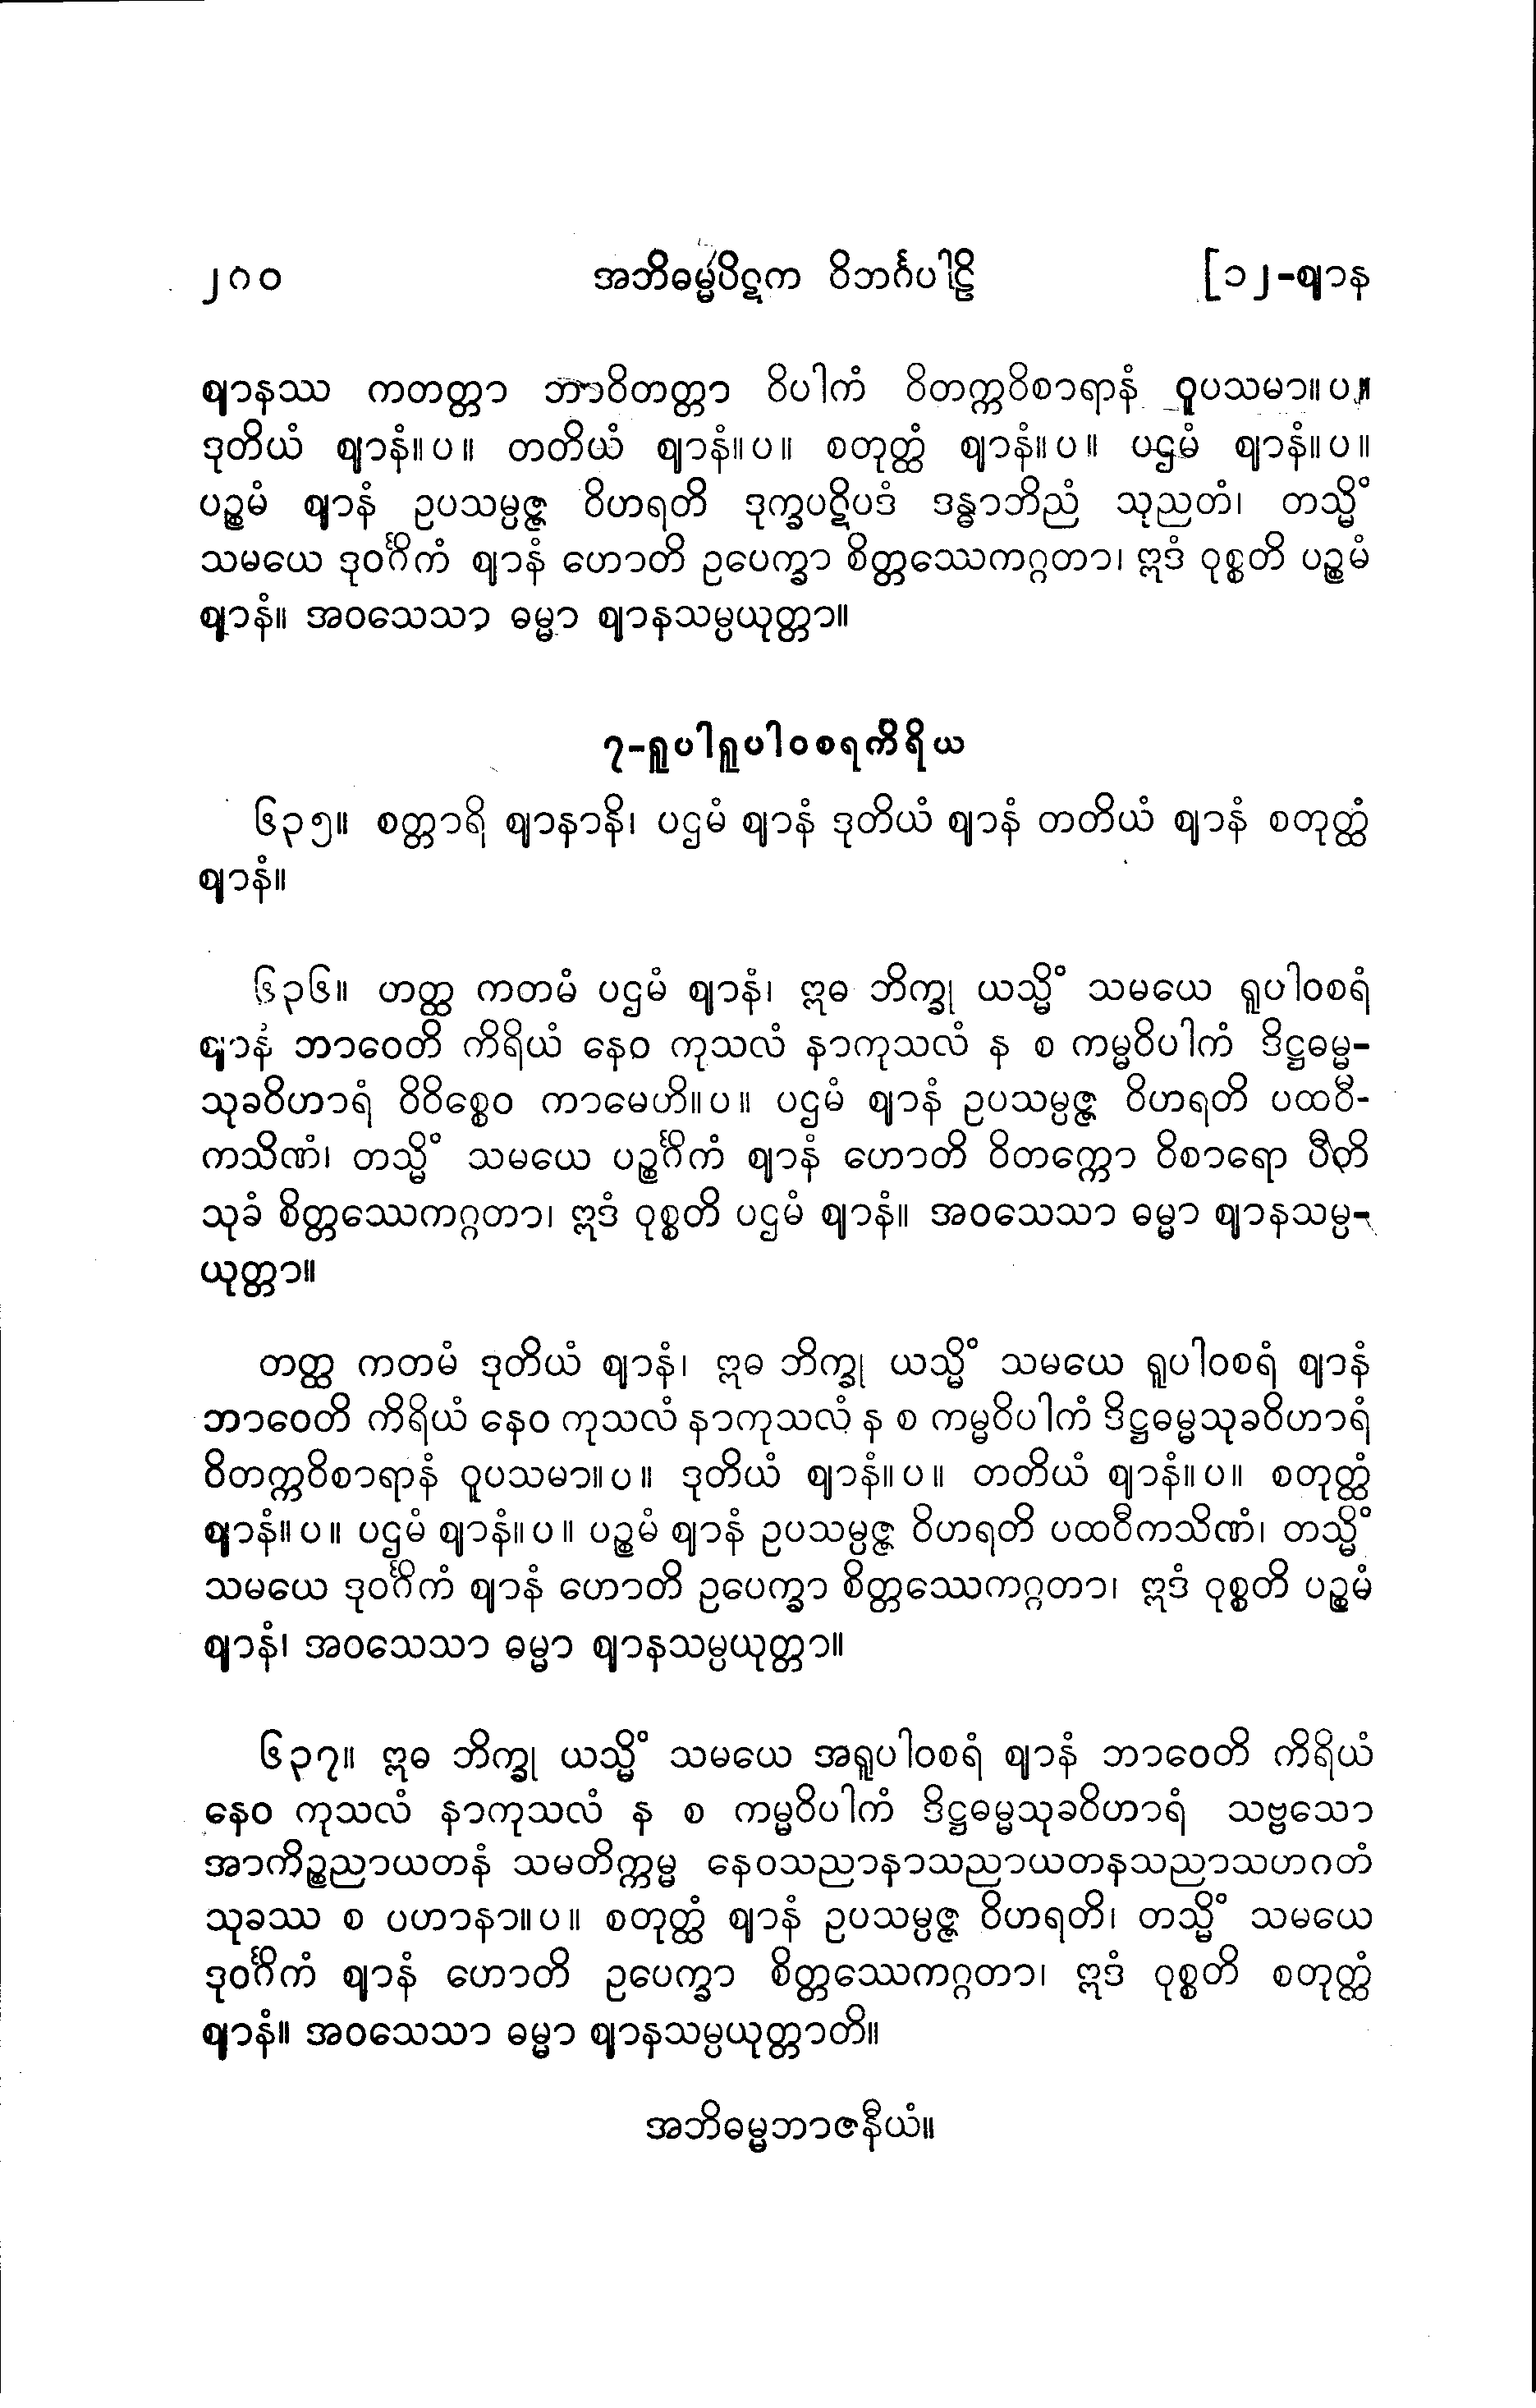 ၂၈၀ အဘိဓမ္မပိဋက ဝိဘင်္ဂပါဠိ [၁၂-ဈာန
ဈာနဿ ကတတ္တာ ဘာဝိတတ္တာ ဝိပါကံ ဝိတက္ကဝိစာရာနံ ဝူပသမာ။ပ။
ဒုတိယံ ဈာနံ။ပ။ တတိယံ ဈာနံ။ပ။ စတုတ္ထံ ဈာနံ။ပ။ ပဌမံ ဈာနံ။ပ။
ပဉ္စမံ ဈာနံ ဥပသမ္ပဇ္ဇ ဝိဟရတိ ဒုက္ခပဋိပဒံ ဒန္ဓာဘိညံ သုညတံ၊ တသ္မိံ
သမယေ ဒုဝင်္ဂိကံ ဈာနံ ဟောတိ ဥပေက္ခာ စိတ္တဿေကဂ္ဂတာ၊ ဣဒံ ဝုစ္စတိ ပဉ္စမံ
ဈာနံ။ အဝသေသာ ဓမ္မာ ဈာနသမ္ပယုတ္တာ။
၇-ရူပါရူပါဝစရကိရိယ
၆၃၅။ စတ္တာရိ ဈာနာနိ၊ ပဌမံ ဈာနံ ဒုတိယံ ဈာနံ တတိယံ ဈာနံ စတုတ္ထံ
ဈာနံ။
၆၃၆။ တတ္ထ ကတမံ ပဌမံ ဈာနံ၊ ဣဓ ဘိက္ခု ယသ္မိံ သမယေ ရူပါဝစရံ
ဈာနံ ဘာဝေတိ ကိရိယံ နေဝ ကုသလံ နာကုသလံ န စ ကမ္မဝိပါကံ ဒိဋ္ဌဓမ္မ-
သုခဝိဟာရံ ဝိဝိစ္စေဝ ကာမေဟိ။ပ။ ပဌမံ ဈာနံ ဥပသမ္ပဇ္ဇ ဝိဟရတိ ပထဝီ-
ကသိဏံ၊ တသ္မိံ သမယေ ပဉ္စင်္ဂိကံ ဈာနံ ဟောတိ ဝိတက္ကော ဝိစာရော ပီတိ
သုခံ စိတ္တဿေကဂ္ဂတာ၊ ဣဒံ ဝုစ္စတိ ပဌမံ ဈာနံ။ အဝသေသာ ဓမ္မာ ဈာနသမ္ပ-
ယုတ္တာ။
တတ္ထ ကတမံ ဒုတိယံ ဈာနံ၊ ဣဓ ဘိက္ခု ယသ္မိံ သမယေ ရူပါဝစရံ ဈာနံ
ဘာဝေတိ ကိရိယံ နေဝ ကုသလံ နာကုသလံ န စ ကမ္မဝိပါကံ ဒိဋ္ဌဓမ္မသုခဝိဟာရံ
ဝိတက္ကဝိစာရာနံ ဝူပသမာ။ပ။ ဒုတိယံ ဈာနံ။ပ။ တတိယံ ဈာနံ။ပ။ စတုတ္ထံ
ဈာနံ။ပ။ ပဌမံ ဈာနံ။ပ။ ပဉ္စမံ ဈာနံ ဥပသမ္ပဇ္ဇ ဝိဟရတိ ပထဝီကသိဏံ၊ တသ္မိံ
သမယေ ဒုဝင်္ဂိကံ ဈာနံ ဟောတိ ဥပေက္ခာ စိတ္တဿေကဂ္ဂတာ၊ ဣဒံ ဝုစ္စတိ ပဉ္စမံ
ဈာနံ၊ အဝသေသာ ဓမ္မာ ဈာနသမ္ပယုတ္တာ။
၆၃၇။ ဣဓ ဘိက္ခု ယသ္မိံ သမယေ အရူပါဝစရံ ဈာနံ ဘာဝေတိ ကိရိယံ
နေဝ ကုသလံ နာကုသလံ န စ ကမ္မဝိပါကံ ဒိဋ္ဌဓမ္မသုခဝိဟာရံ သဗ္ဗသော
အာကိဉ္စညာယတနံ သမတိက္ကမ္မ နေဝသညာနာသညာယတနသညာသဟဂတံ
သုခဿ စ ပဟာနာ။ပ။ စတုတ္ထံ ဈာနံ ဥပသမ္ပဇ္ဇ ဝိဟရတိ၊ တသ္မိံ သမယေ
ဒုဝင်္ဂိကံ ဈာနံ ဟောတိ ဥပေက္ခာ စိတ္တဿေကဂ္ဂတာ၊ ဣဒံ ဝုစ္စတိ စတုတ္ထံ
ဈာနံ။ အဝသေသာ ဓမ္မာ ဈာနသမ္ပယုတ္တာတိ။
အဘိဓမ္မဘာဇနီယံ။